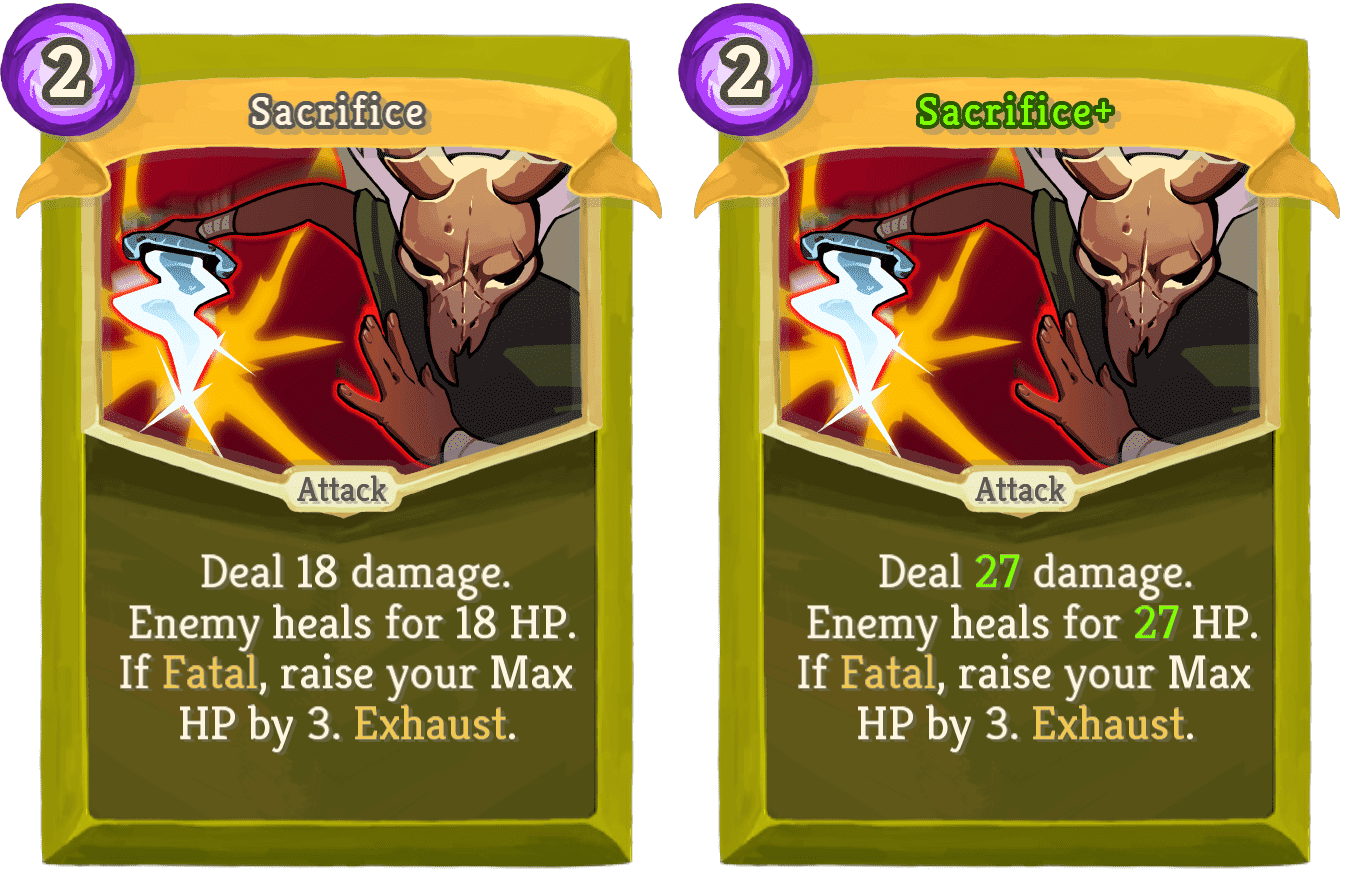 2
Sacrifice
Attack
Deal 18 damage.
Enemy heals for 18 HP.
If Fatal, raise your Max
HP by 3. Exhaust.
2
Sacrifice+
Attack
Deal 27 damage.
Enemy heals for 27 HP.
If Fatal, raise your Max
HP by 3. Exhaust.